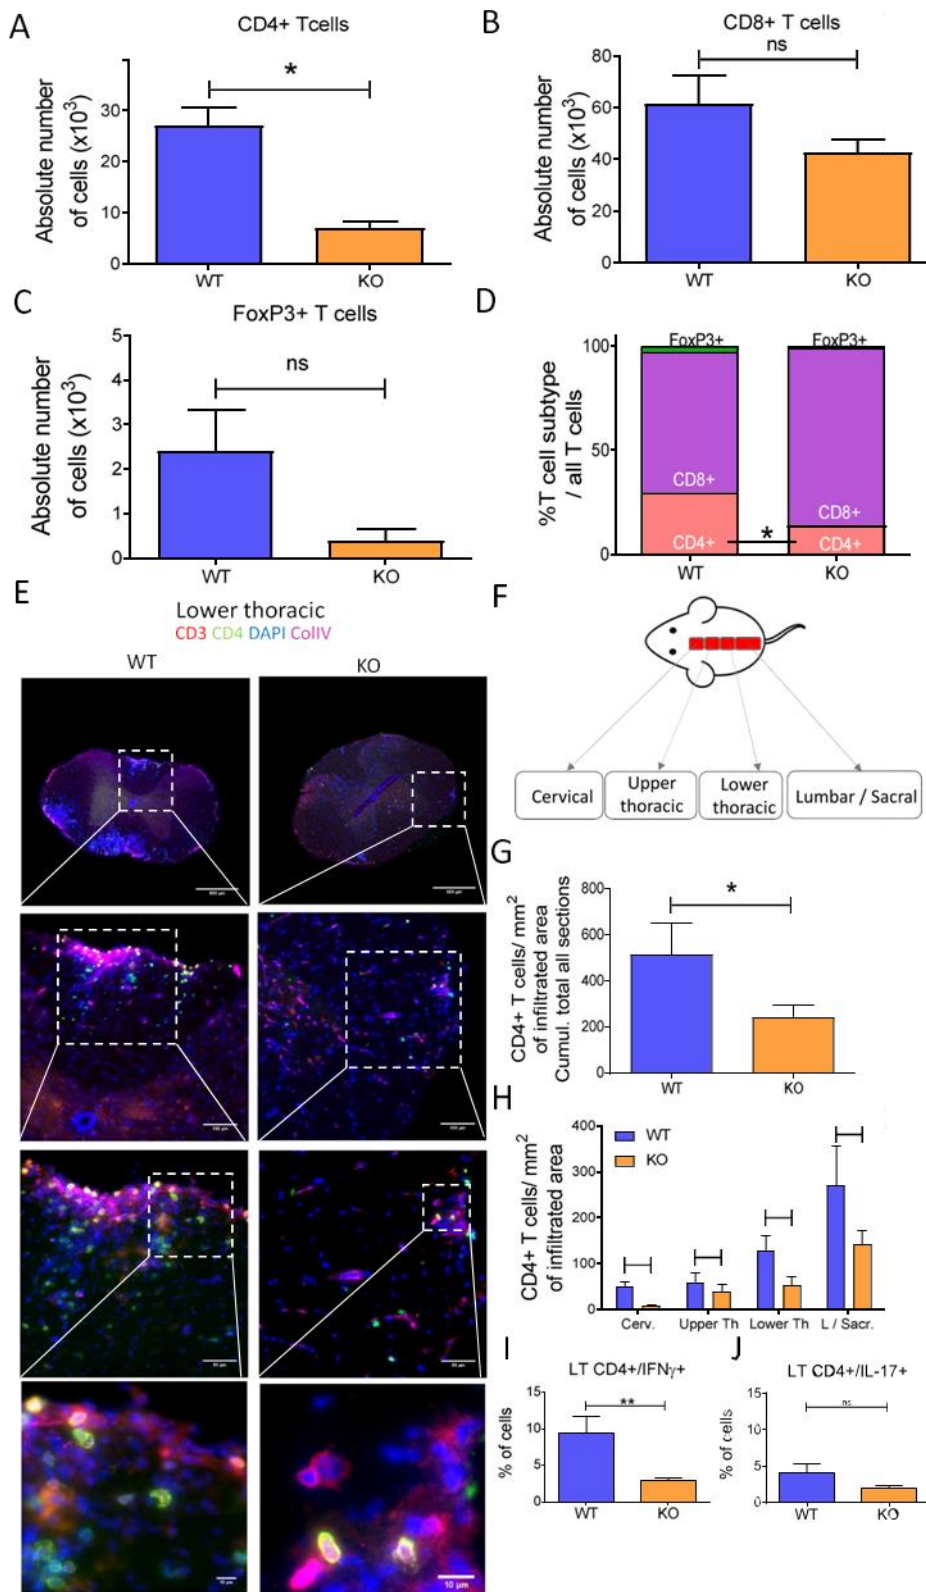 A
CD4+ Tcells
*
Absolute number
of cells (x10³)
30
20
10
0
WT
KO
B
CD8+ T cells
ns
Absolute number
of cells (x10³)
80
60
40
20
0
WT
KO
C
FoxP3+ T cells
ns
Absolute number
of cells (x10³)
5
4
3
2
1
0
WT
KO
D
%T cell subtype
/ all T cells
100
50
0
FoxP3+
FoxP3+
CD8+
CD8+
CD4+
*
CD4+
WT
KO
E
Lower thoracic
CD3 CD4 DAPI ColIV
WT
KO
10 µm
F
Cervical
Upper
thoracic
Lower
thoracic
Lumbar / Sacral
G
*
CD4+ T cells/ mm²
of infiltrated area
Cumul. total all sections
800
600
400
200
0
WT
KO
H
WT
KO
CD4+ T cells/ mm²
of infiltrated area
400
300
200
100
0
Cerv.
Upper Th
Lower Th
L / Sacr.
I
LT CD4+/IFNγ+
**
% of cells
15
10
5
0
WT
KO
J
LT CD4+/IL-17+
ns
% of cells
15
10
5
0
WT
KO